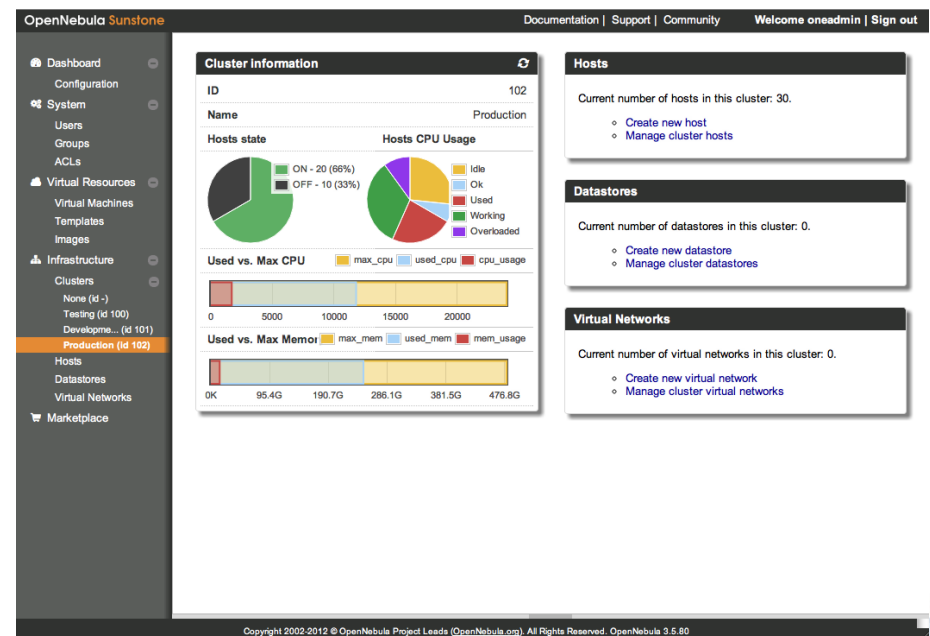 OpenNebula Sunstone
Documentation | Support | Community
Welcome oneadmin | Sign out
Dashboard
Configuration
System
Users
Groups
ACLs
Virtual Resources
Virtual Machines
Templates
Images
Infrastructure
Clusters
None (id -)
Testing (id 100)
Developme... (id 101)
Production (id 102)
Hosts
Datastores
Virtual Networks
Marketplace
Cluster information
ID 102
Name Production
Hosts state
Hosts CPU Usage
ON - 20 (66%)
OFF - 10 (33%)
Idle
Ok
Used
Working
Overloaded
Used vs. Max CPU
max_cpu used_cpu cpu_usage
0 5000 10000 15000 20000
Used vs. Max Memor
max_mem used_mem mem_usage
0K 95.4G 190.7G 286.1G 381.5G 476.8G
Hosts
Current number of hosts in this cluster: 30.
Create new host
Manage cluster hosts
Datastores
Current number of datastores in this cluster: 0.
Create new datastore
Manage cluster datastores
Virtual Networks
Current number of virtual networks in this cluster: 0.
Create new virtual network
Manage cluster virtual networks
Copyright 2002-2012 © OpenNebula Project Leads (OpenNebula.org). All Rights Reserved. OpenNebula 3.5.80